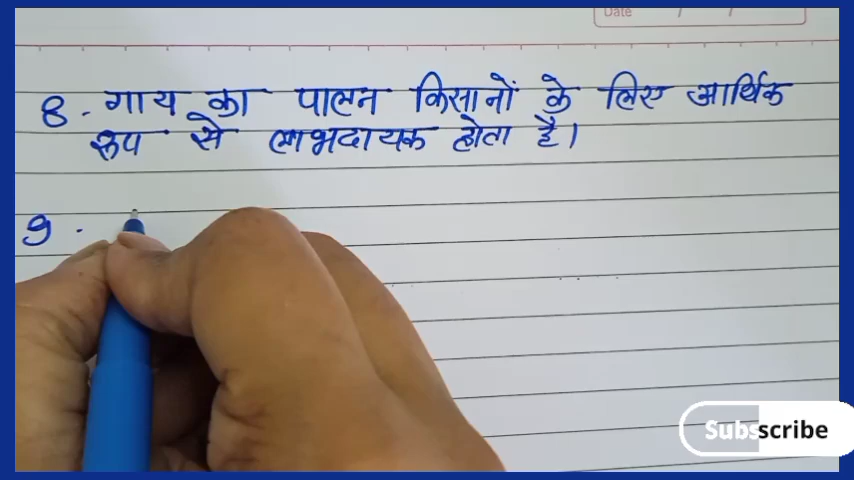 Date / /
8. गाय का पालन किसानों के लिए आर्थिक
रूप से लाभदायक होता है।
9.
Subscribe